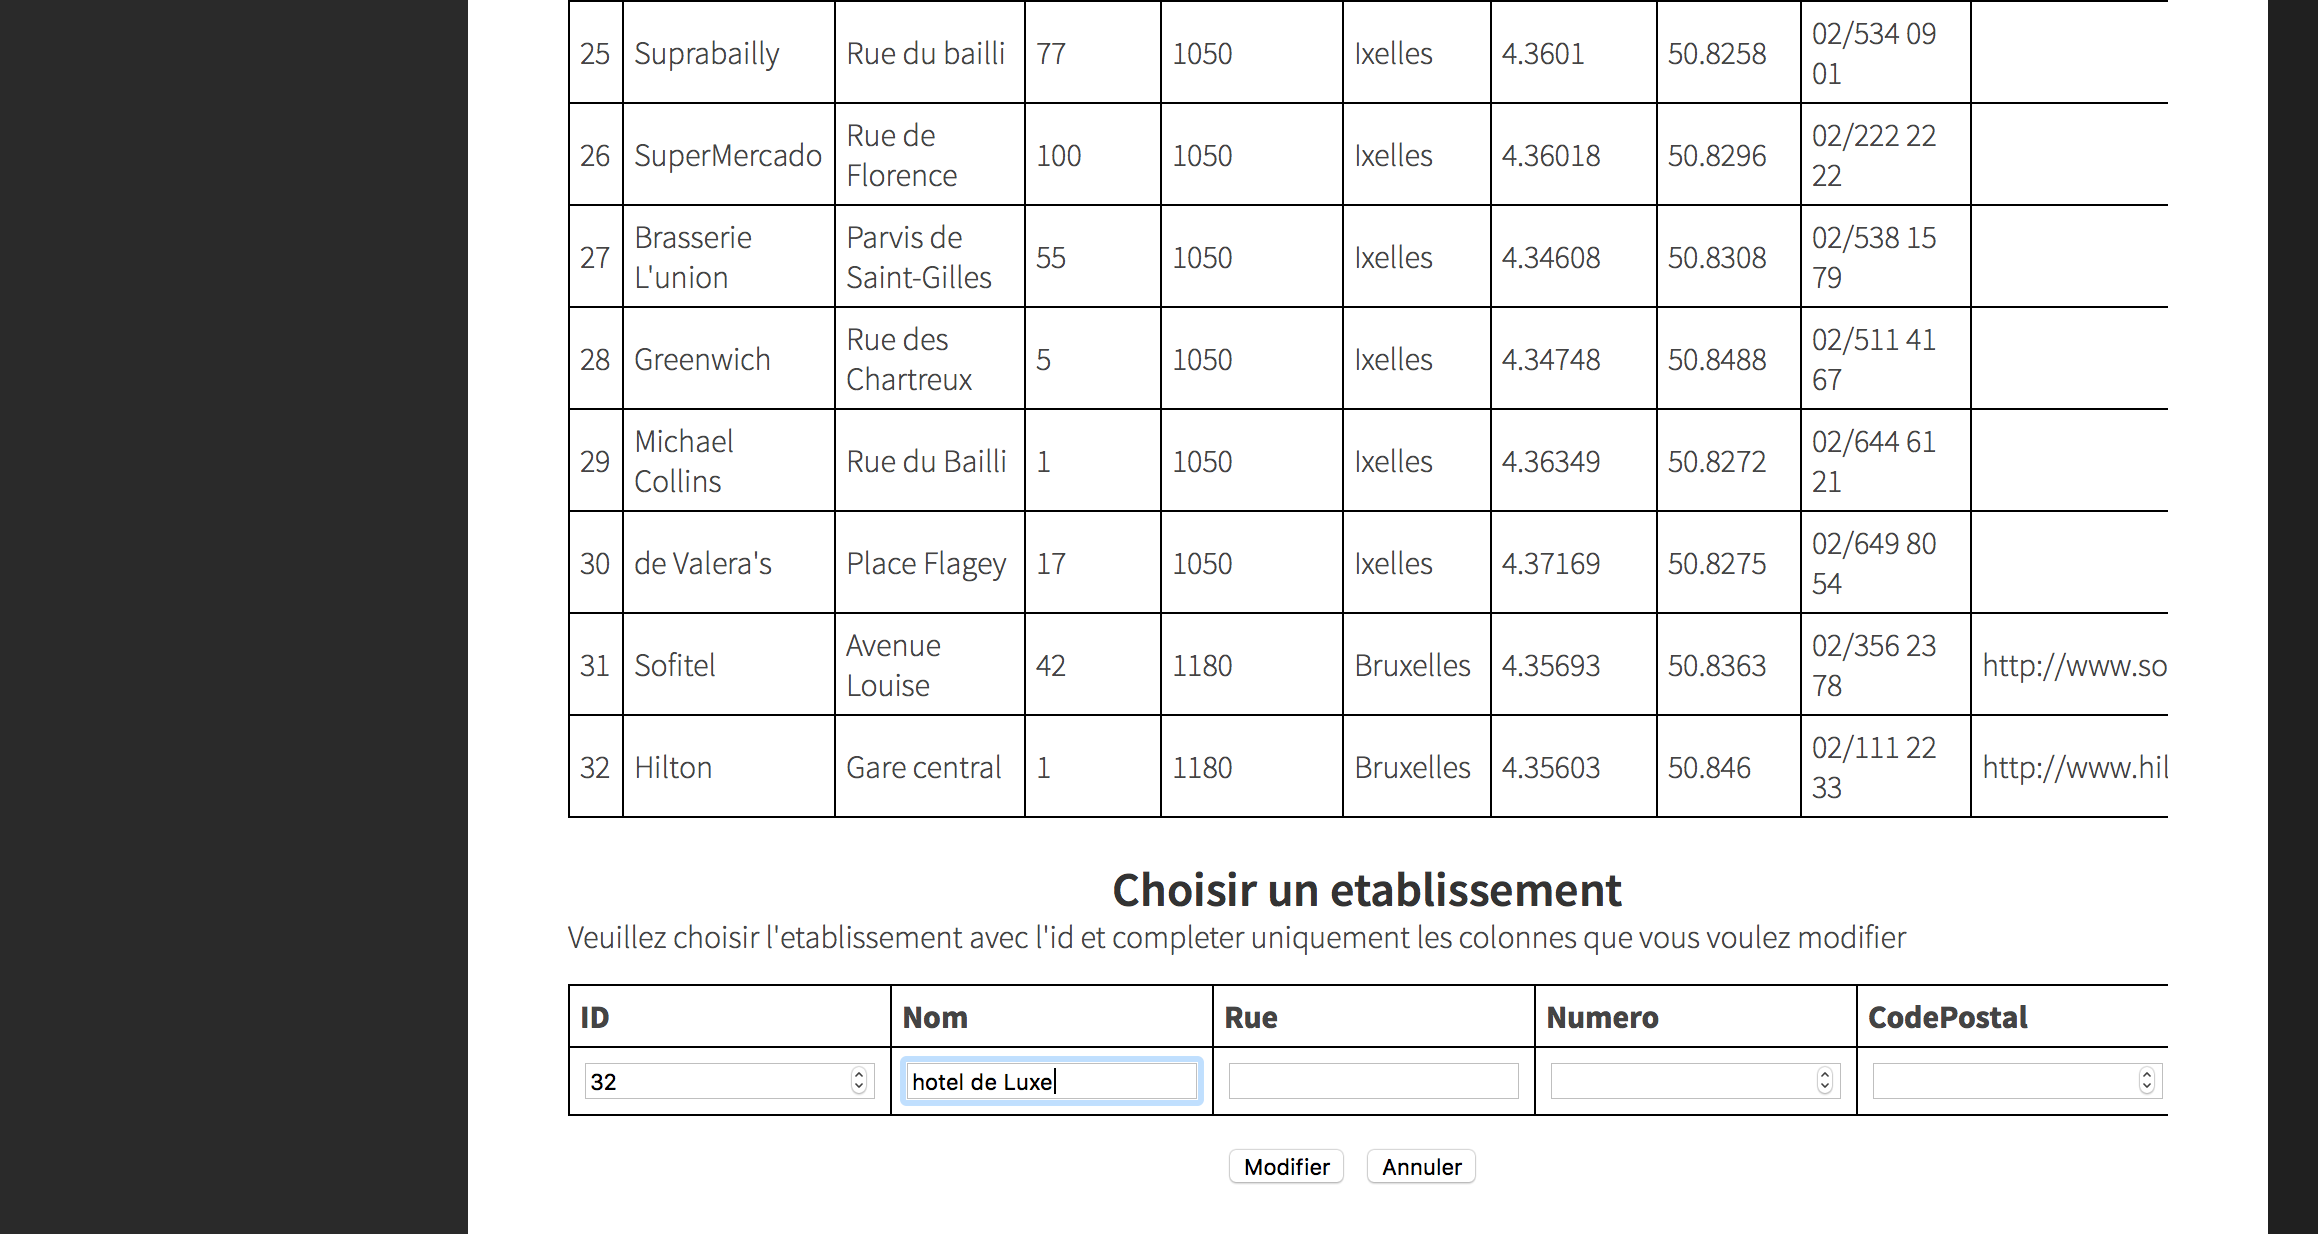 25 Suprabailly Rue du bailli 77 1050 Ixelles 4.3601 50.8258 02/534 09 01
26 SuperMercado Rue de Florence 100 1050 Ixelles 4.36018 50.8296 02/222 22 22
27 Brasserie L'union Parvis de Saint-Gilles 55 1050 Ixelles 4.34608 50.8308 02/538 15 79
28 Greenwich Rue des Chartreux 5 1050 Ixelles 4.34748 50.8488 02/511 41 67
29 Michael Collins Rue du Bailli 1 1050 Ixelles 4.36349 50.8272 02/644 61 21
30 de Valera's Place Flagey 17 1050 Ixelles 4.37169 50.8275 02/649 80 54
31 Sofitel Avenue Louise 42 1180 Bruxelles 4.35693 50.8363 02/356 23 78 http://www.so
32 Hilton Gare central 1 1180 Bruxelles 4.35603 50.846 02/111 22 33 http://www.hil
Choisir un etablissement
Veuillez choisir l'etablissement avec l'id et completer uniquement les colonnes que vous voulez modifier
ID Nom Rue Numero CodePostal
32 hotel de Luxe
Modifier Annuler